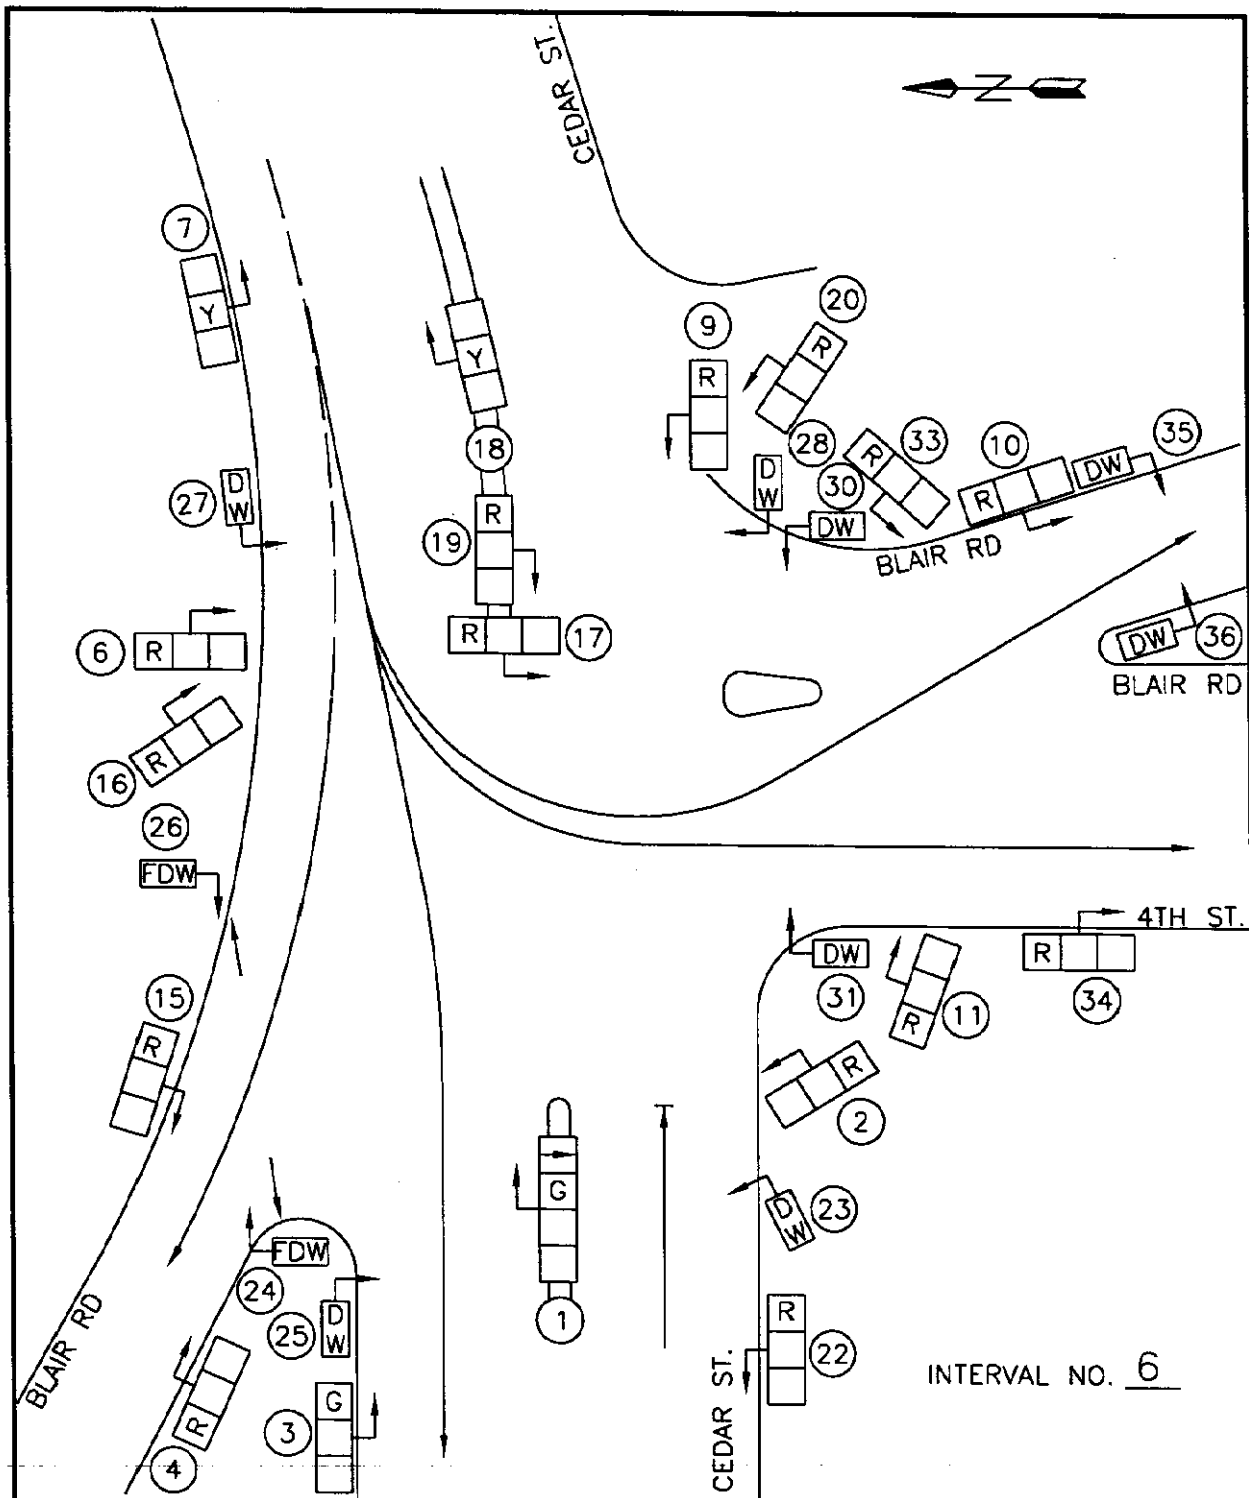 CEDAR ST.
N
7
Y
20
R
9
R
Y
18
28
33
R
10
R
35
DW
27
D
W
D
W
30
DW
19
R
BLAIR RD
6
R
R
17
DW
36
BLAIR RD
16
R
26
FDW
4TH ST.
DW
31
R
11
R
34
15
R
R
2
G
D
W
23
FDW
24
25
D
W
1
R
22
BLAIR RD
INTERVAL NO. 6
G
3
R
4
CEDAR ST.